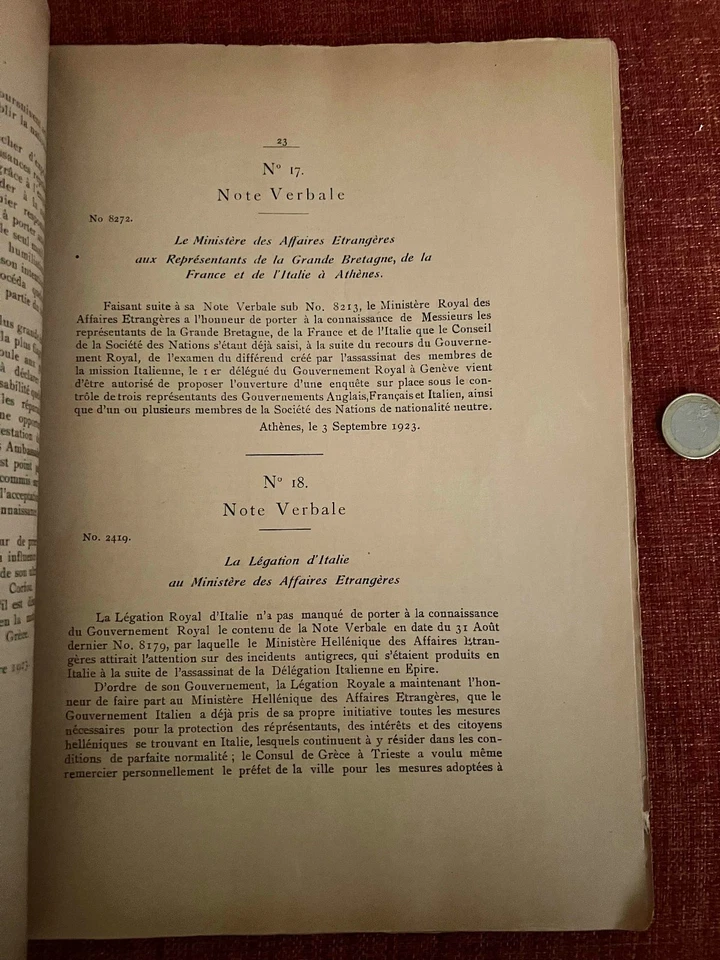 23
No 17.
Note Verbale
No 8272.
Le Ministère des Affaires Etrangères
aux Représentants de la Grande Bretagne, de la
France et de l'Italie à Athènes.
Faisant suite à sa Note Verbale sub No. 8213, le Ministère Royal des
Affaires Etrangères a l'honneur de porter à la connaissance de Messieurs les
représentants de la Grande Bretagne, de la France et de l'Italie que le Conseil
de la Société des Nations s'étant déjà saisi, à la suite du recours du Gouverne-
ment Royal, de l'examen du différend créé par l'assassinat des membres de
la mission Italienne, le 1er délégué du Gouvernement Royal à Genève vient
d'être autorisé de proposer l'ouverture d'une enquête sur place sous le con-
trôle de trois représentants des Gouvernements Anglais, Français et Italien, ainsi
que d'un ou plusieurs membres de la Société des Nations de nationalité neutre.
Athènes, le 3 Septembre 1923.
No 18.
Note Verbale
No. 2419.
La Légation d'Italie
au Ministère des Affaires Etrangères
La Légation Royal d'Italie n'a pas manqué de porter à la connaissance
du Gouvernement Royal le contenu de la Note Verbale en date du 31 Août
dernier No. 8179, par laquelle le Ministère Hellénique des Affaires Etran-
gères attirait l'attention sur des incidents antigrecs, qui s'étaient produits en
Italie à la suite de l'assassinat de la Délégation Italienne en Epire.
D'ordre de son Gouvernement, la Légation Royale a maintenant l'hon-
neur de faire part au Ministère Hellénique des Affaires Etrangères, que le
Gouvernement Italien a déjà pris de sa propre initiative toutes les mesures
nécessaires pour la protection des réprésentants, des intérêts et des citoyens
helléniques se trouvant en Italie, lesquels continuent à y résider dans les con-
ditions de parfaite normalité ; le Consul de Grèce à Trieste a voulu même
remercier personnellement le préfet de la ville pour les mesures adoptées à